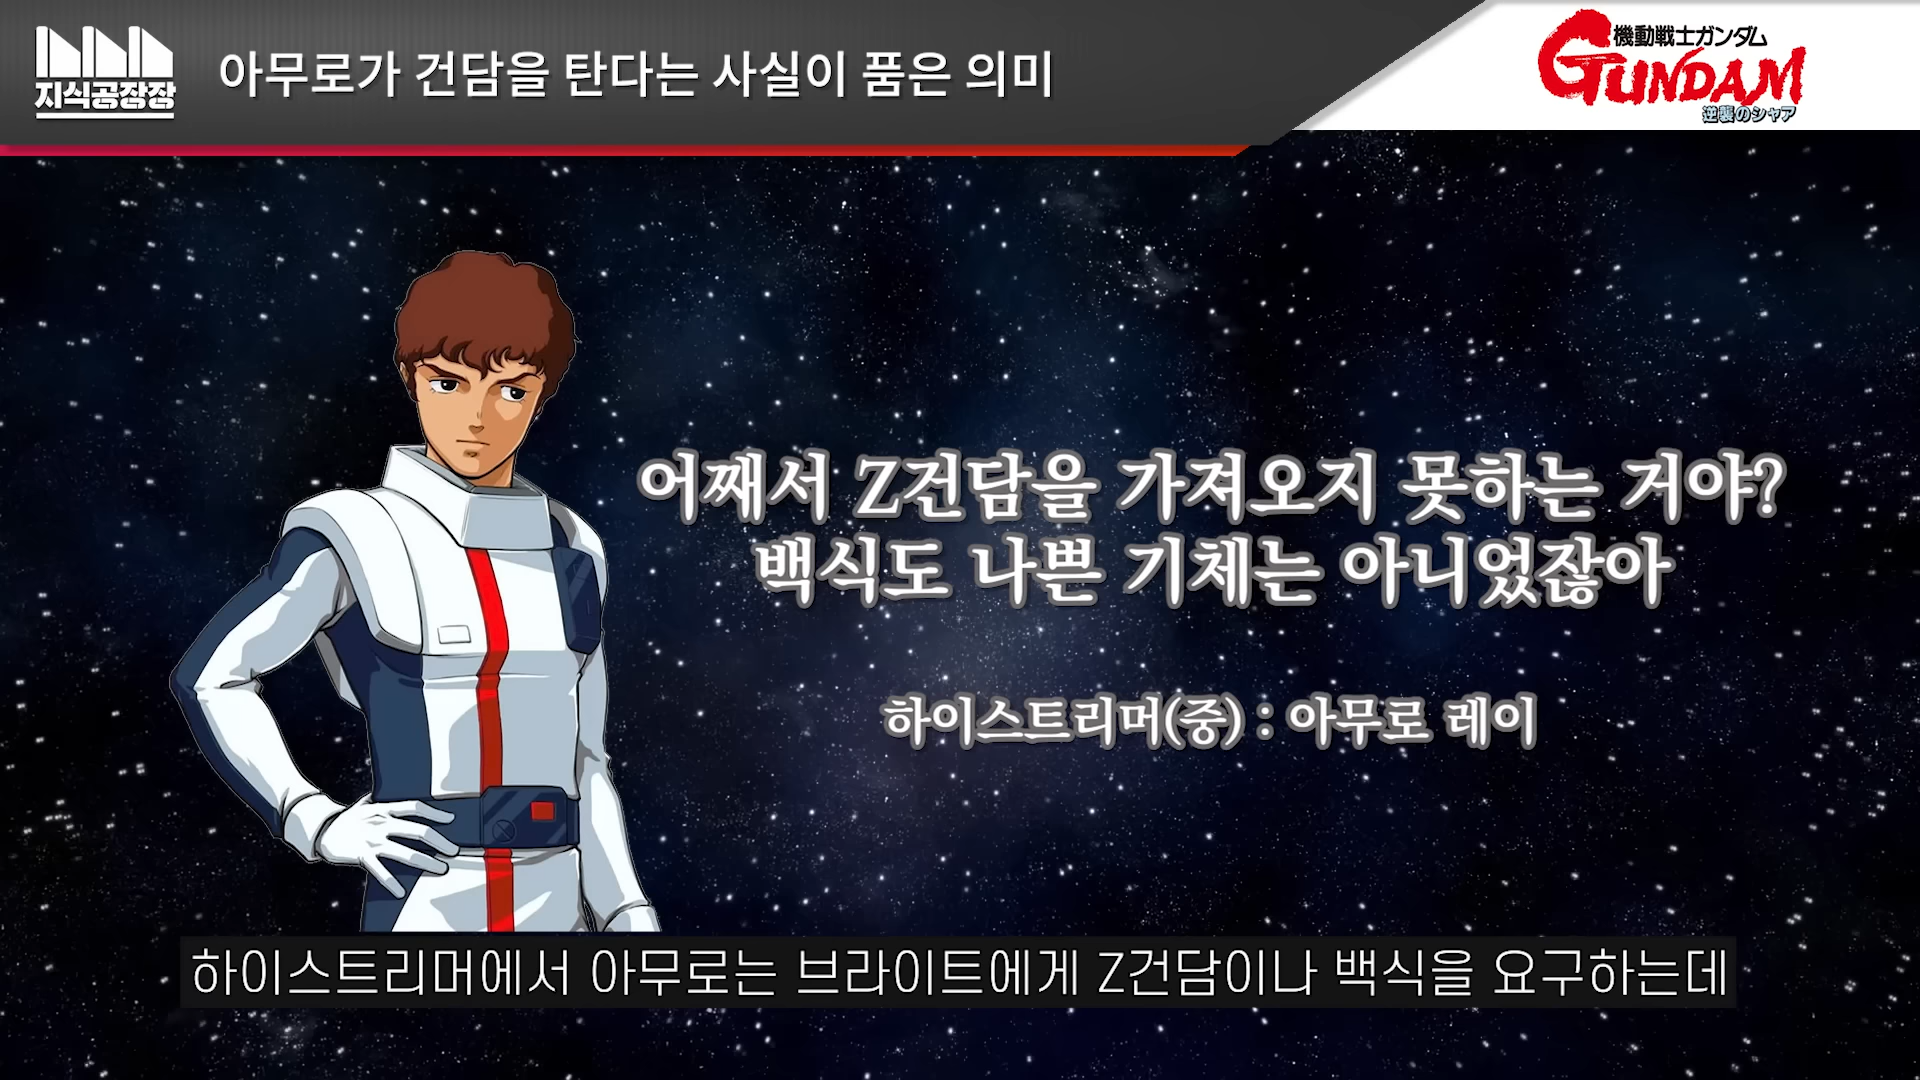 지식공장장
아무로가 건담을 탄다는 사실이 품은 의미
機動戦士ガンダム
GUNDAM
逆襲のシャア
어째서 Z건담을 가져오지 못하는 거야?
백식도 나쁜 기체는 아니었잖아
하이스트리머(중) : 아무로 레이
하이스트리머에서 아무로는 브라이트에게 Z건담이나 백식을 요구하는데